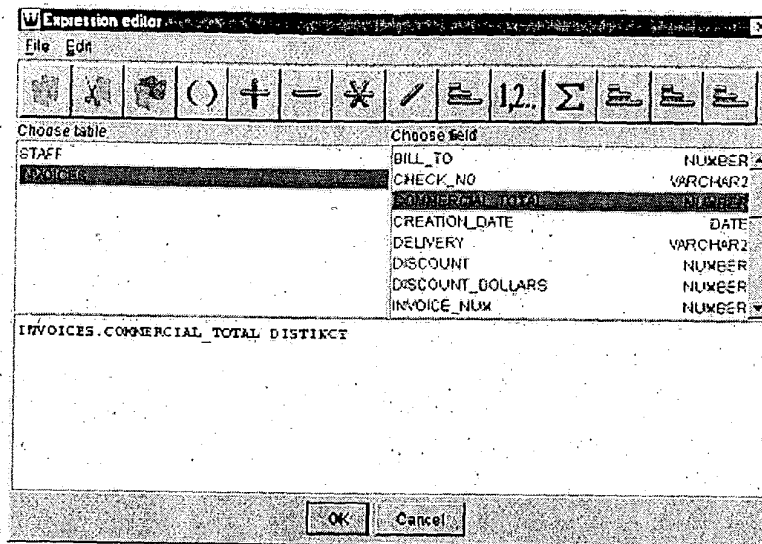 Expression editor
File Edit
( ) + - 1,2.. Σ
Choose table
Choose field
STAFF
INVOICES
BILL_TO NUMBER
CHECK_NO VARCHAR2
COMMERCIAL_TOTAL NUMBER
CREATION_DATE DATE
DELIVERY VARCHAR2
DISCOUNT NUMBER
DISCOUNT_DOLLARS NUMBER
INVOICE_NUM NUMBER
INVOICES.COMMERCIAL_TOTAL DISTINCT
OK Cancel